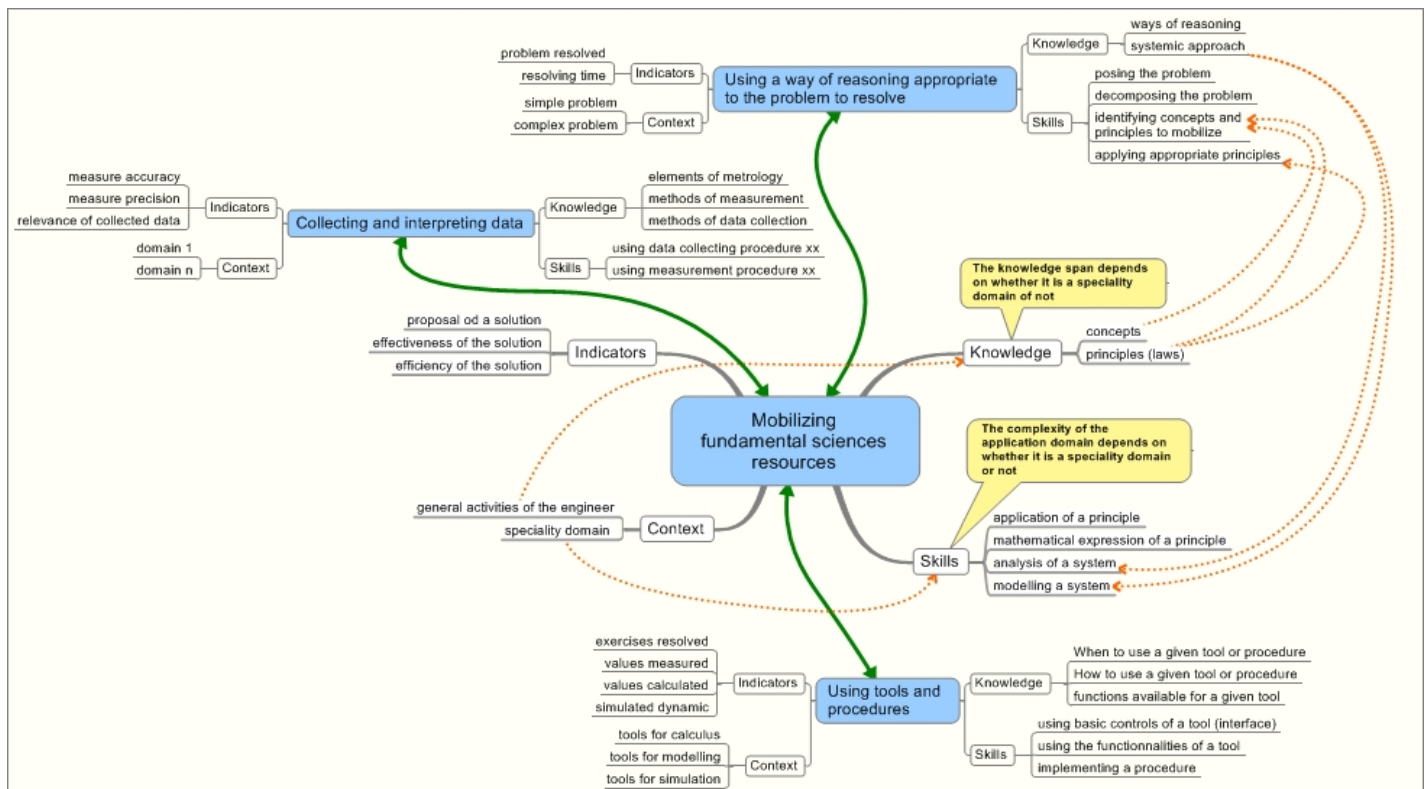 problem resolved
resolving time
Indicators
simple problem
complex problem
Context
Using a way of reasoning appropriate
to the problem to resolve
Knowledge
ways of reasoning
systemic approach
Skills
posing the problem
decomposing the problem
identifying concepts and
principles to mobilize
applying appropriate principles
measure accuracy
measure precision
relevance of collected data
Indicators
domain 1
domain n
Context
Collecting and interpreting data
Knowledge
elements of metrology
methods of measurement
methods of data collection
Skills
using data collecting procedure xx
using measurement procedure xx
proposal od a solution
effectiveness of the solution
efficiency of the solution
Indicators
The knowledge span depends
on whether it is a speciality
domain of not
Knowledge
concepts
principles (laws)
Mobilizing
fundamental sciences
resources
general activities of the engineer
speciality domain
Context
The complexity of the
application domain depends on
whether it is a speciality domain
or not
Skills
application of a principle
mathematical expression of a principle
analysis of a system
modelling a system
exercises resolved
values measured
values calculated
simulated dynamic
Indicators
tools for calculus
tools for modelling
tools for simulation
Context
Using tools and
procedures
Knowledge
When to use a given tool or procedure
How to use a given tool or procedure
functions available for a given tool
Skills
using basic controls of a tool (interface)
using the functionnalities of a tool
implementing a procedure